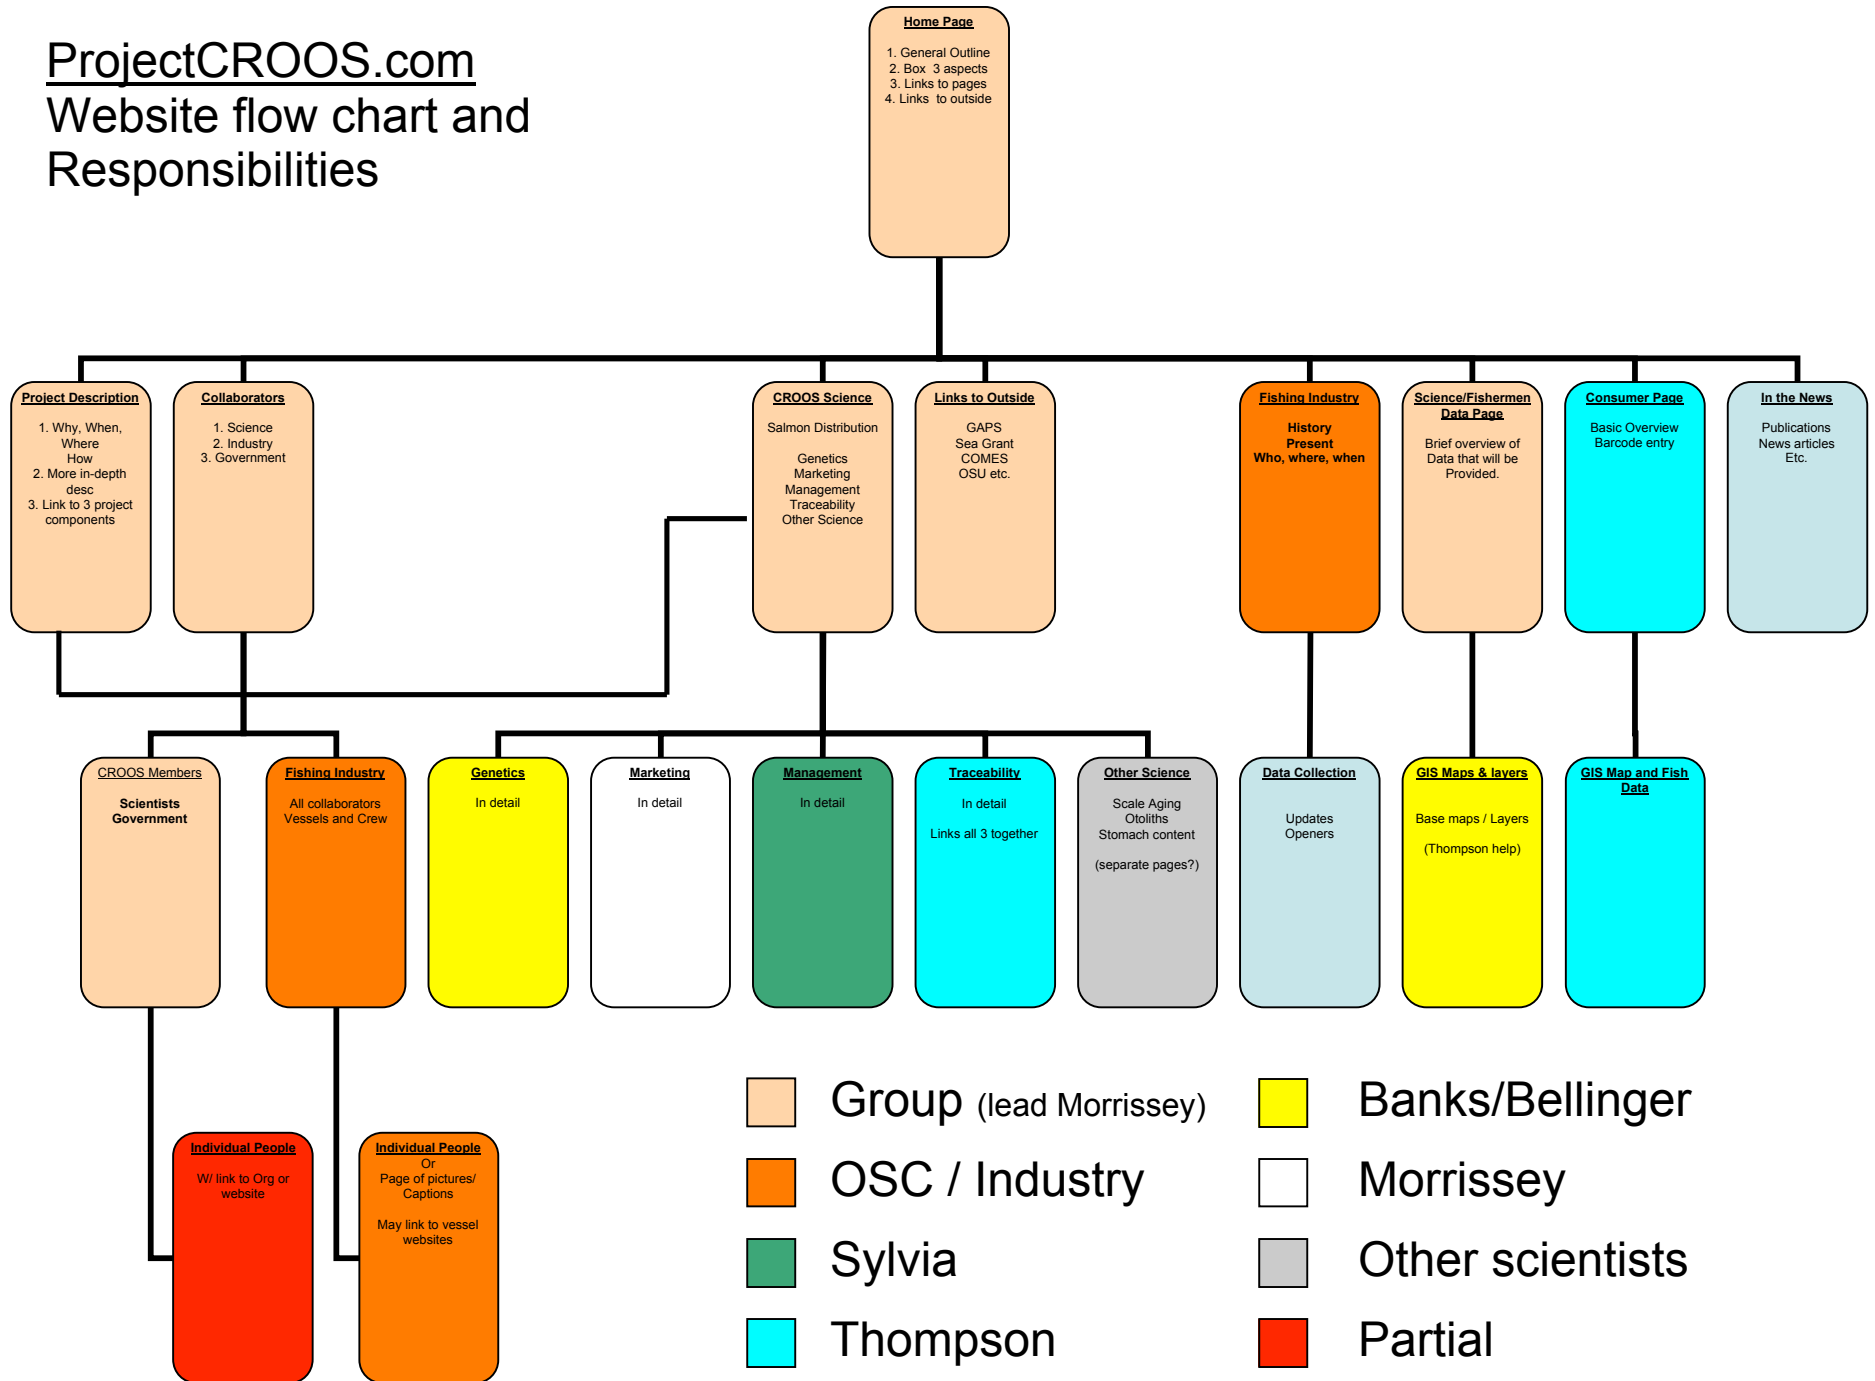 ProjectCROOS.com
Website flow chart and
Responsibilities
Home Page
1. General Outline
2. Box 3 aspects
3. Links to pages
4. Links to outside
Project Description
1. Why, When,
Where
How
2. More in-depth
desc
3. Link to 3 project
components
Collaborators
1. Science
2. Industry
3. Government
CROOS Science
Salmon Distribution
Genetics
Marketing
Management
Traceability
Other Science
Links to Outside
GAPS
Sea Grant
COMES
OSU etc.
Fishing Industry
History
Present
Who, where, when
Science/Fishermen
Data Page
Brief overview of
Data that will be
Provided.
Consumer Page
Basic Overview
Barcode entry
In the News
Publications
News articles
Etc.
CROOS Members
Scientists
Government
Fishing Industry
All collaborators
Vessels and Crew
Genetics
In detail
Marketing
In detail
Management
In detail
Traceability
In detail
Links all 3 together
Other Science
Scale Aging
Otoliths
Stomach content
(separate pages?)
Data Collection
Updates
Openers
GIS Maps & layers
Base maps / Layers
(Thompson help)
GIS Map and Fish
Data
Individual People
W/ link to Org or
website
Individual People
Or
Page of pictures/
Captions
May link to vessel
websites
Group (lead Morrissey)
OSC / Industry
Sylvia
Thompson
Banks/Bellinger
Morrissey
Other scientists
Partial